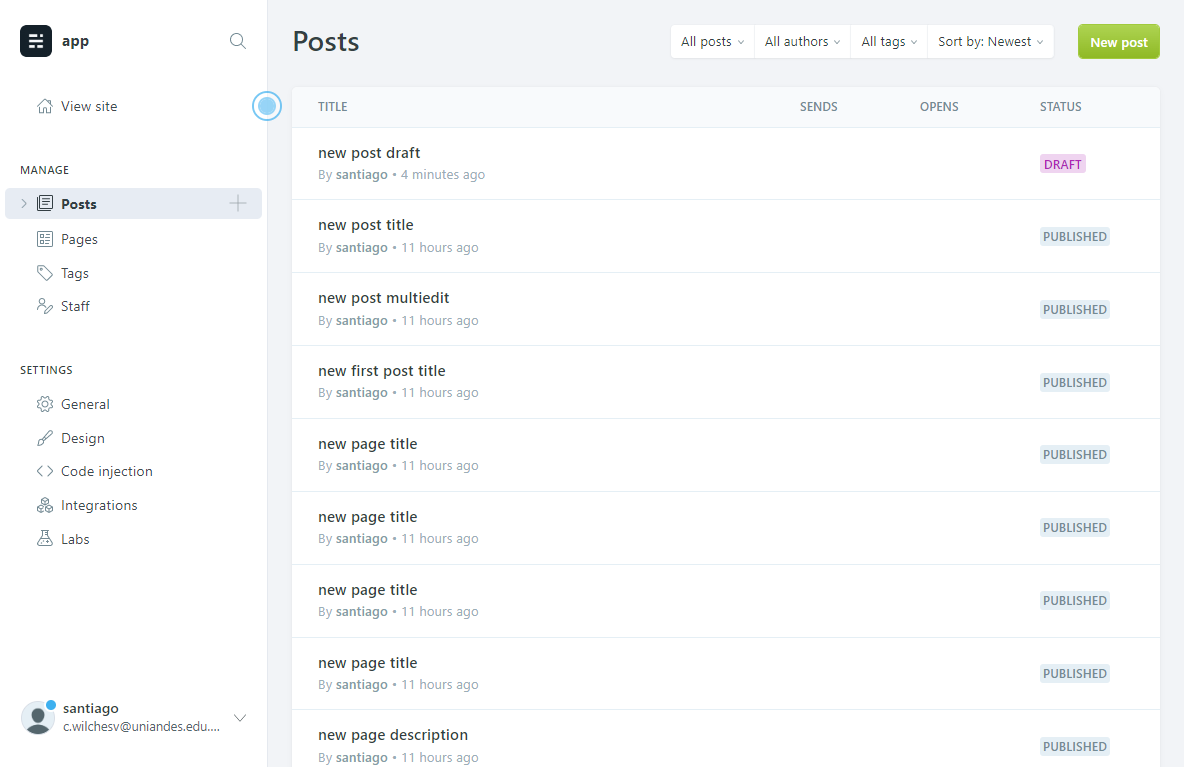 app
View site
MANAGE
Posts
Pages
Tags
Staff
SETTINGS
General
Design
Code injection
Integrations
Labs
santiago
c.wilchesv@uniandes.edu....
Posts
All posts
All authors
All tags
Sort by: Newest
New post
TITLE SENDS OPENS STATUS
new post draft
By santiago • 4 minutes ago
DRAFT
new post title
By santiago • 11 hours ago
PUBLISHED
new post multiedit
By santiago • 11 hours ago
PUBLISHED
new first post title
By santiago • 11 hours ago
PUBLISHED
new page title
By santiago • 11 hours ago
PUBLISHED
new page title
By santiago • 11 hours ago
PUBLISHED
new page title
By santiago • 11 hours ago
PUBLISHED
new page title
By santiago • 11 hours ago
PUBLISHED
new page description
By santiago • 11 hours ago
PUBLISHED